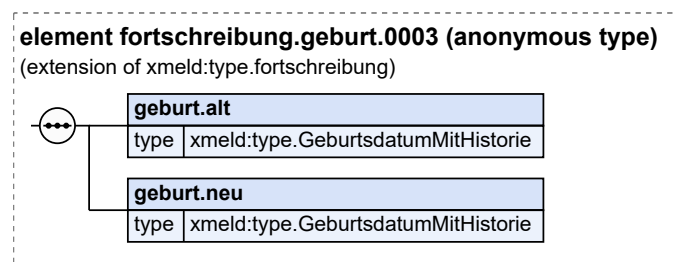 element fortschreibung.geburt.0003 (anonymous type)
(extension of xmeld:type.fortschreibung)
geburt.alt
type xmeld:type.GeburtsdatumMitHistorie
geburt.neu
type xmeld:type.GeburtsdatumMitHistorie